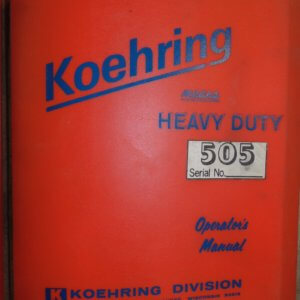 Koehring
HEAVY DUTY
505
Serial No.
Operator's
Manual
K KOEHRING DIVISION